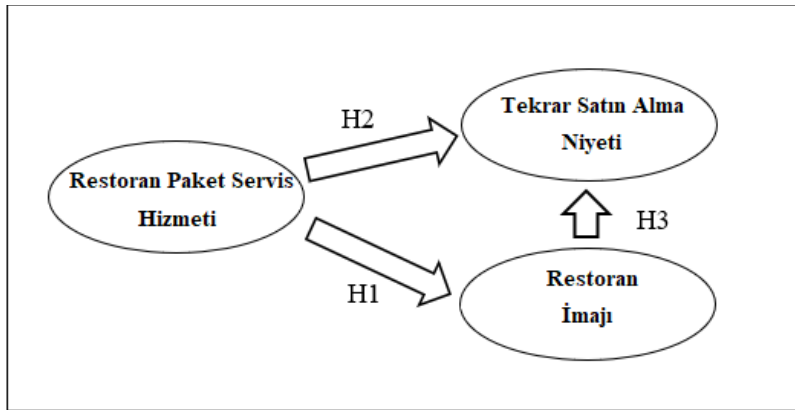 Tekrar Satın Alma
Niyeti
H2
Restoran Paket Servis
Hizmeti
H3
H1
Restoran
İmajı